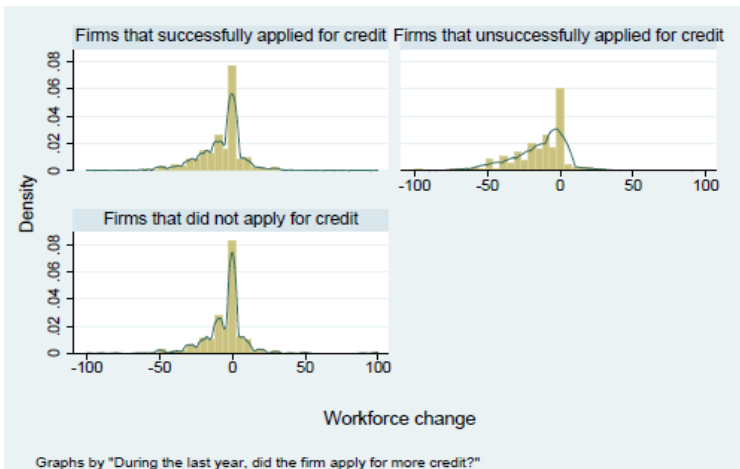 Firms that successfully applied for credit
Firms that unsuccessfully applied for credit
0 .02 .04 .06 .08
-100 -50 0 50 100
Firms that did not apply for credit
0 .02 .04 .06 .08
-100 -50 0 50 100
Density
Workforce change
Graphs by "During the last year, did the firm apply for more credit?"